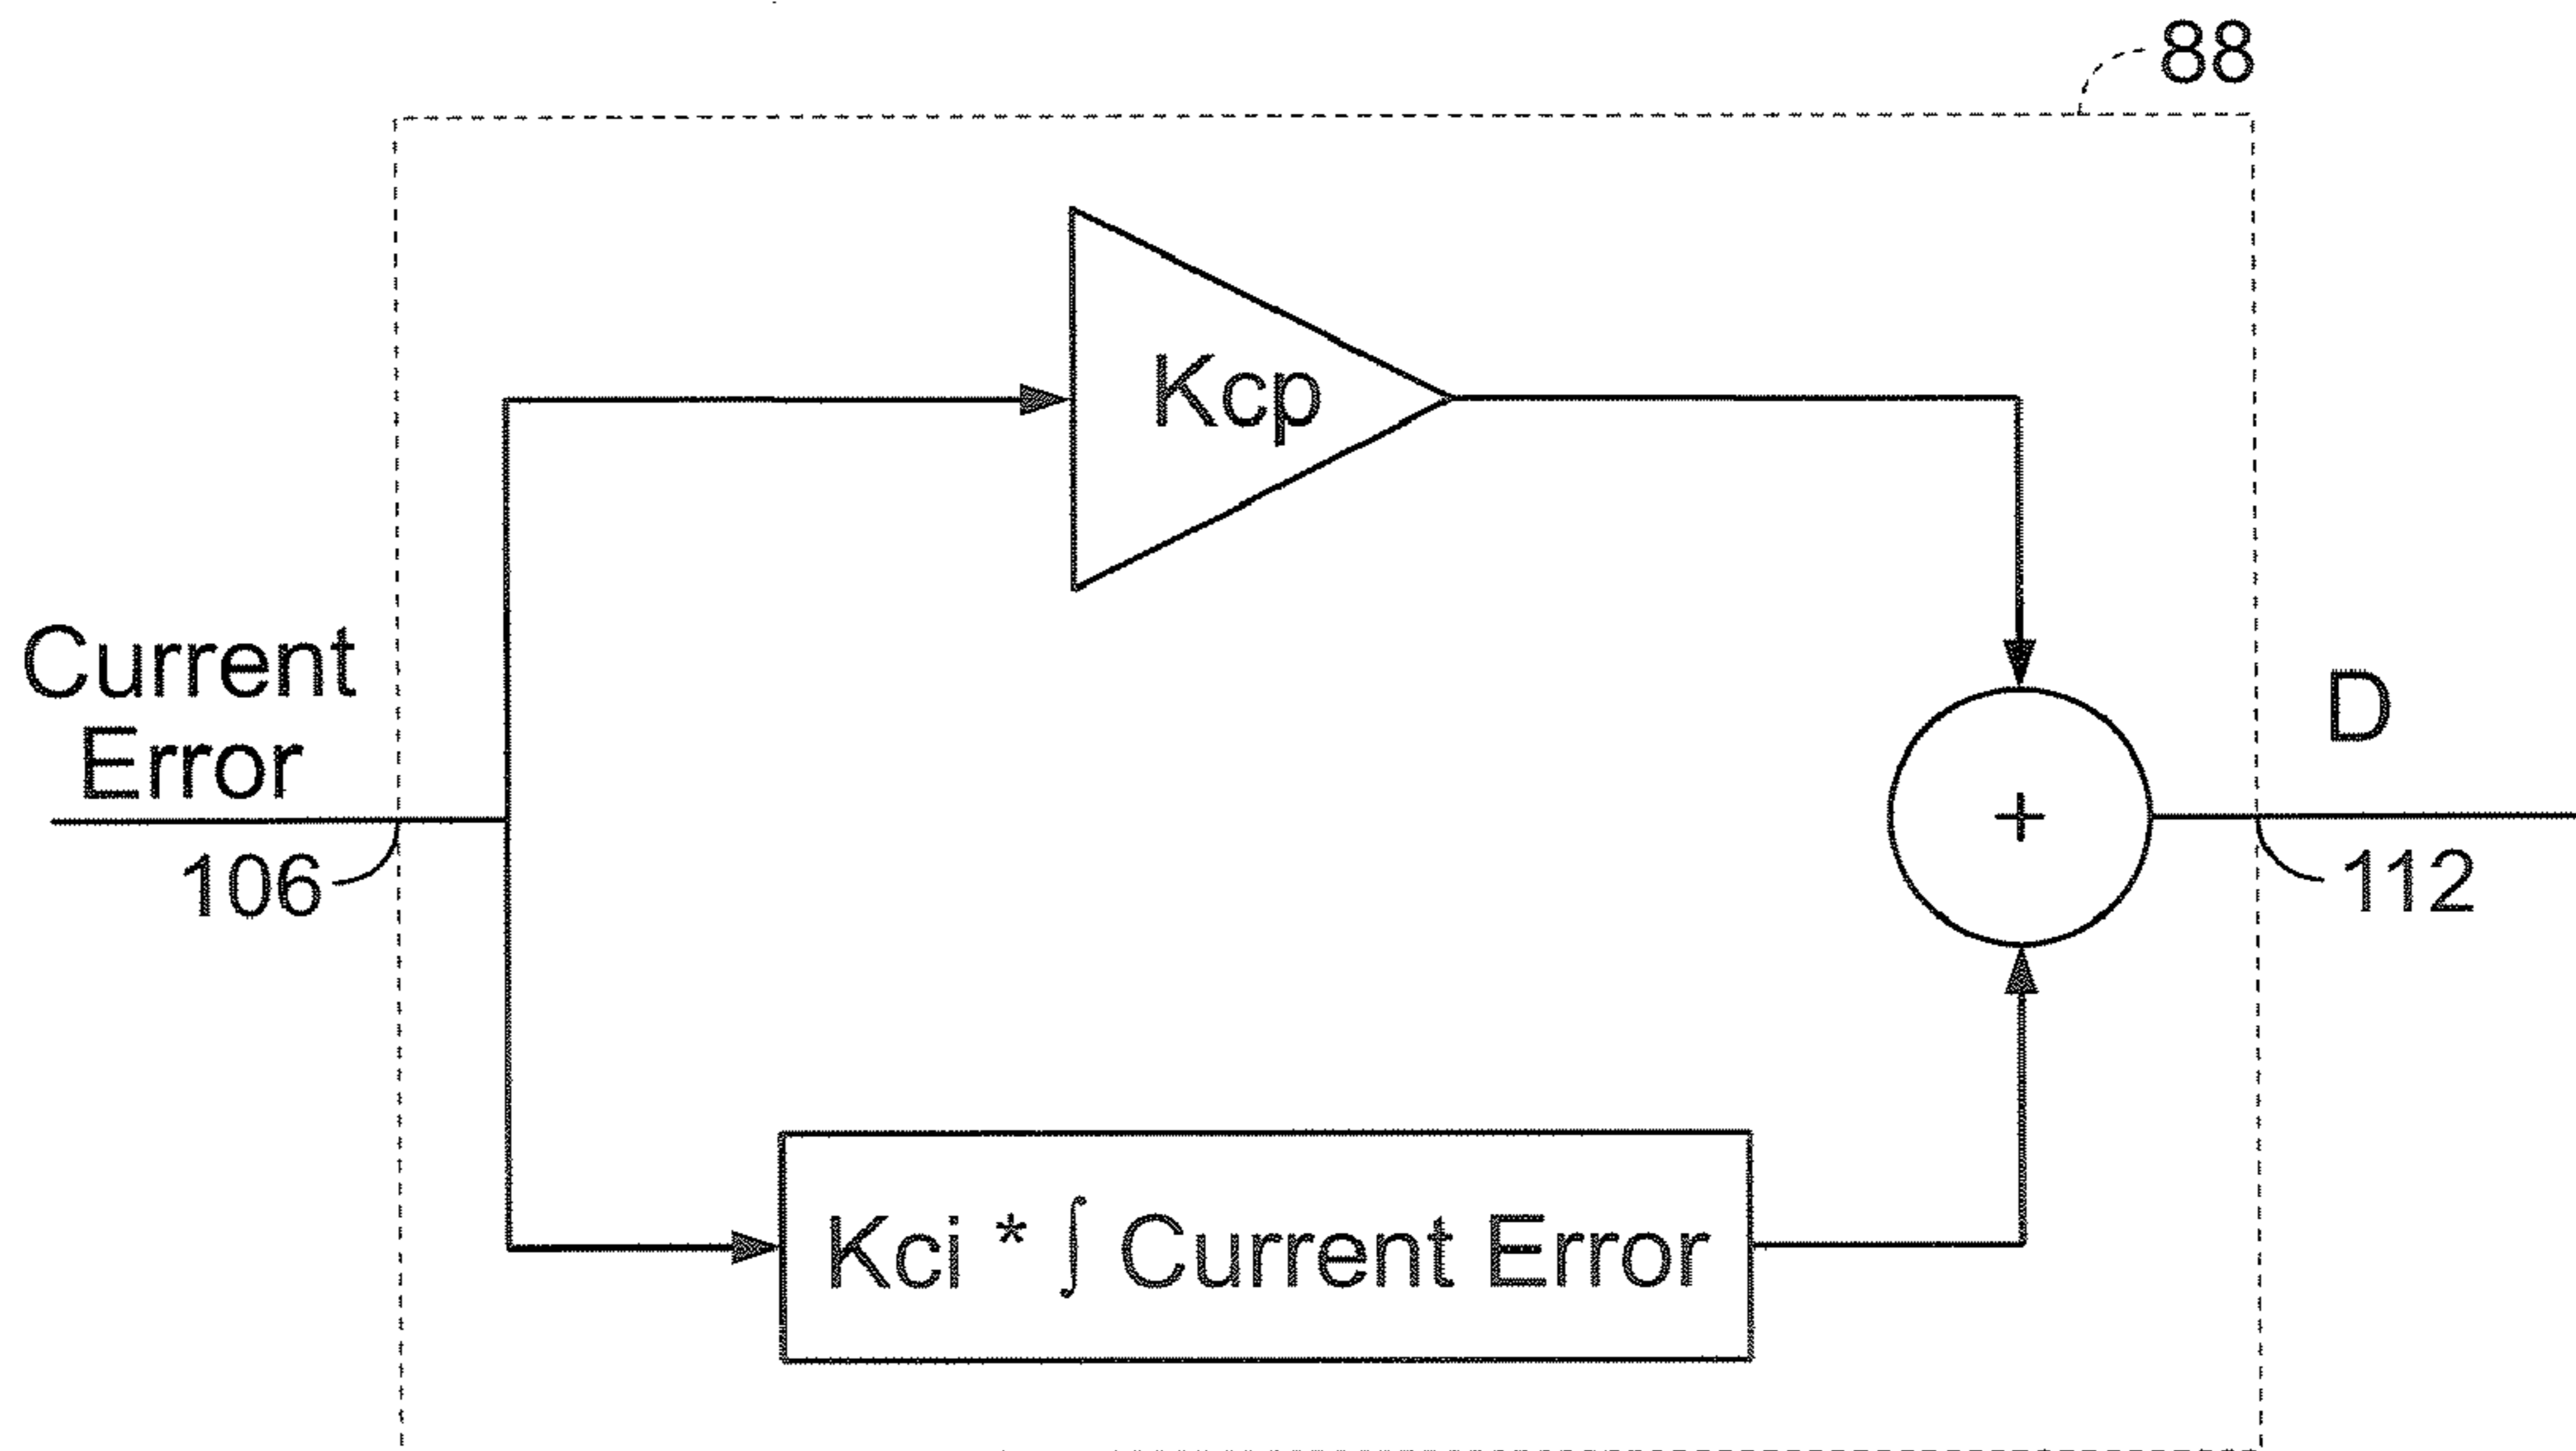 88
Kcp
Current
Error
D
106
112
+
Kci * ∫ Current Error